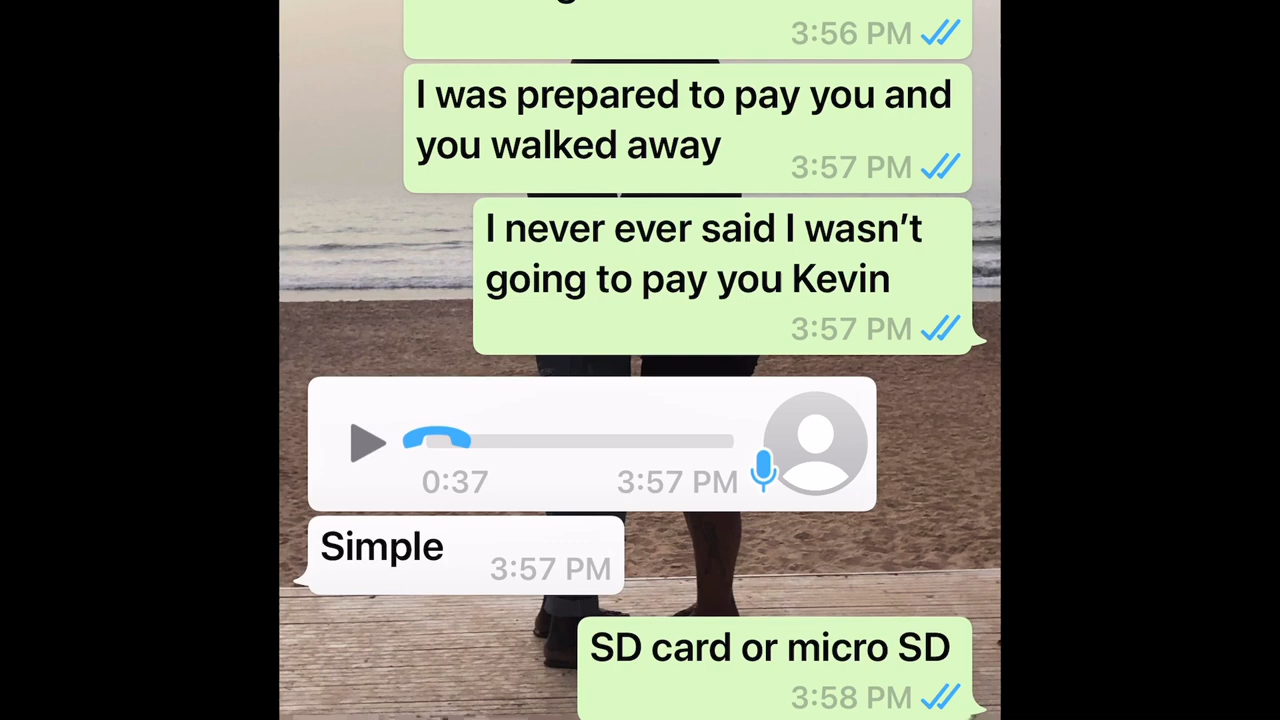 3:56 PM
I was prepared to pay you and
you walked away
3:57 PM
I never ever said I wasn’t
going to pay you Kevin
3:57 PM
0:37 3:57 PM
Simple
3:57 PM
SD card or micro SD
3:58 PM